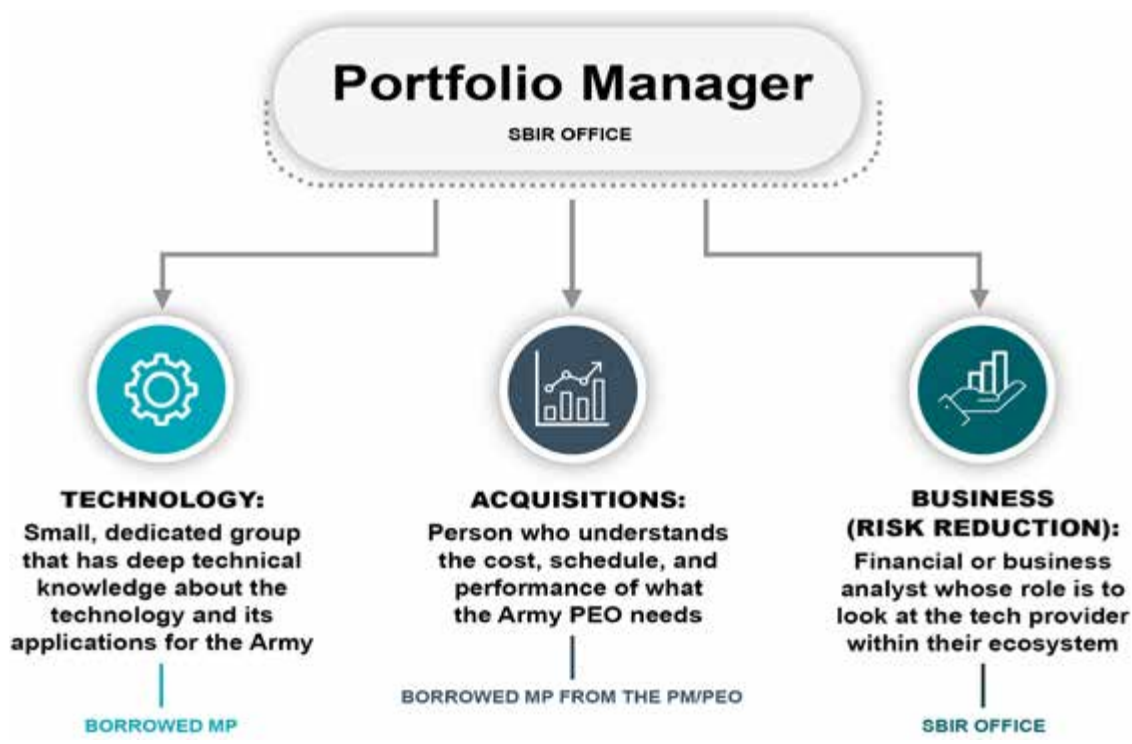 Portfolio Manager
SBIR OFFICE
TECHNOLOGY:
Small, dedicated group
that has deep technical
knowledge about the
technology and its
applications for the Army
BORROWED MP
ACQUISITIONS:
Person who understands
the cost, schedule, and
performance of what
the Army PEO needs
BORROWED MP FROM THE PM/PEO
BUSINESS
(RISK REDUCTION):
Financial or business
analyst whose role is to
look at the tech provider
within their ecosystem
SBIR OFFICE